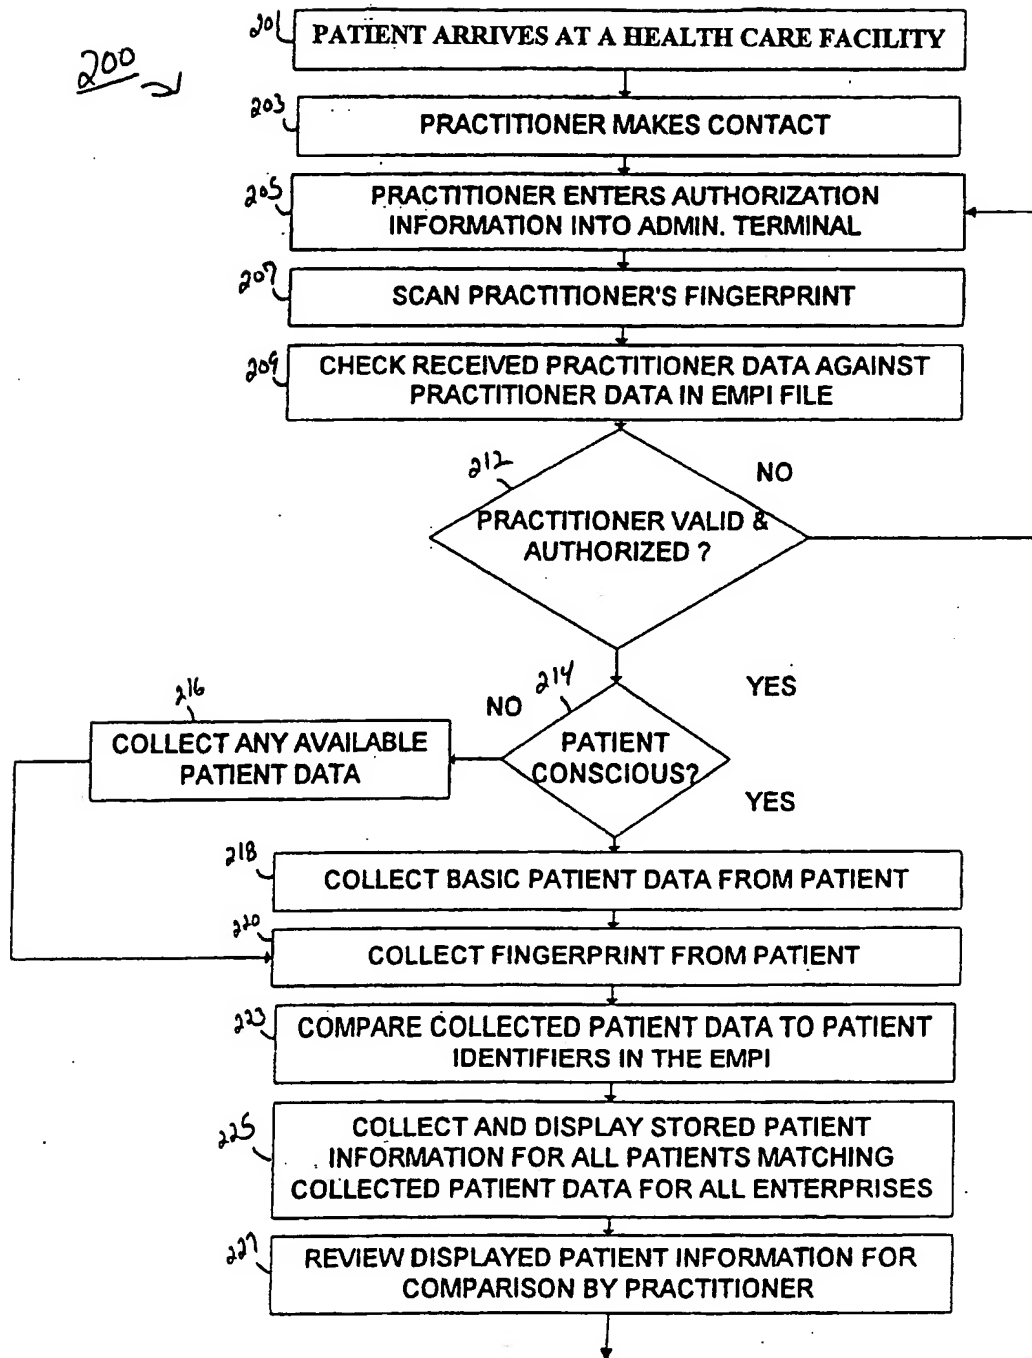 200
201
PATIENT ARRIVES AT A HEALTH CARE FACILITY
203
PRACTITIONER MAKES CONTACT
205
PRACTITIONER ENTERS AUTHORIZATION
INFORMATION INTO ADMIN. TERMINAL
207
SCAN PRACTITIONER'S FINGERPRINT
209
CHECK RECEIVED PRACTITIONER DATA AGAINST
PRACTITIONER DATA IN EMPI FILE
212
NO
PRACTITIONER VALID &
AUTHORIZED ?
YES
214
NO
PATIENT
CONSCIOUS?
YES
216
COLLECT ANY AVAILABLE
PATIENT DATA
218
COLLECT BASIC PATIENT DATA FROM PATIENT
220
COLLECT FINGERPRINT FROM PATIENT
223
COMPARE COLLECTED PATIENT DATA TO PATIENT
IDENTIFIERS IN THE EMPI
225
COLLECT AND DISPLAY STORED PATIENT
INFORMATION FOR ALL PATIENTS MATCHING
COLLECTED PATIENT DATA FOR ALL ENTERPRISES
227
REVIEW DISPLAYED PATIENT INFORMATION FOR
COMPARISON BY PRACTITIONER